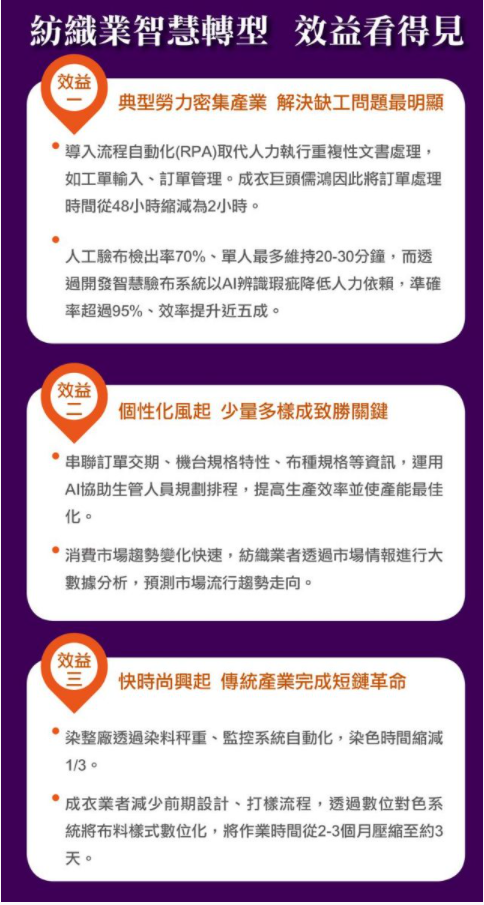 紡織業智慧轉型 效益看得見
效益
一
典型勞力密集產業 解決缺工問題最明顯
• 導入流程自動化(RPA)取代人力執行重複性文書處理，
如工單輸入、訂單管理。成衣巨頭儒鴻因此將訂單處理
時間從48小時縮減為2小時。
• 人工驗布檢出率70%、單人最多維持20-30分鐘，而透
過開發智慧驗布系統以AI辨識瑕疵降低人力依賴，準確
率超過95%、效率提升近五成。
效益
二
個性化風起 少量多樣成致勝關鍵
• 串聯訂單交期、機台規格特性、布種規格等資訊，運用
AI協助生管人員規劃排程，提高生產效率並使產能最佳
化。
• 消費市場趨勢變化快速，紡織業者透過市場情報進行大
數據分析，預測市場流行趨勢走向。
效益
三
快時尚興起 傳統產業完成短鏈革命
• 染整廠透過染料秤重、監控系統自動化，染色時間縮減
1/3。
• 成衣業者減少前期設計、打樣流程，透過數位對色系
統將布料樣式數位化，將作業時間從2-3個月壓縮至約3
天。